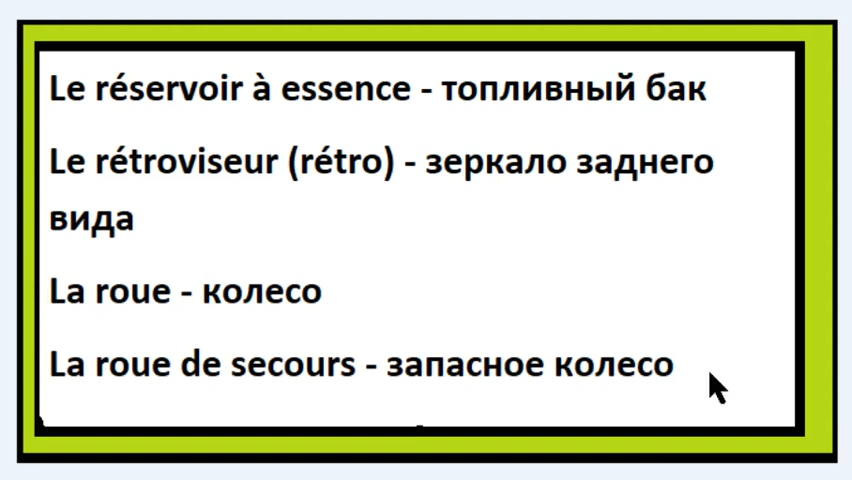 Le réservoir à essence - топливный бак
Le rétroviseur (rétro) - зеркало заднего
вида
La roue - колесо
La roue de secours - запасное колесо